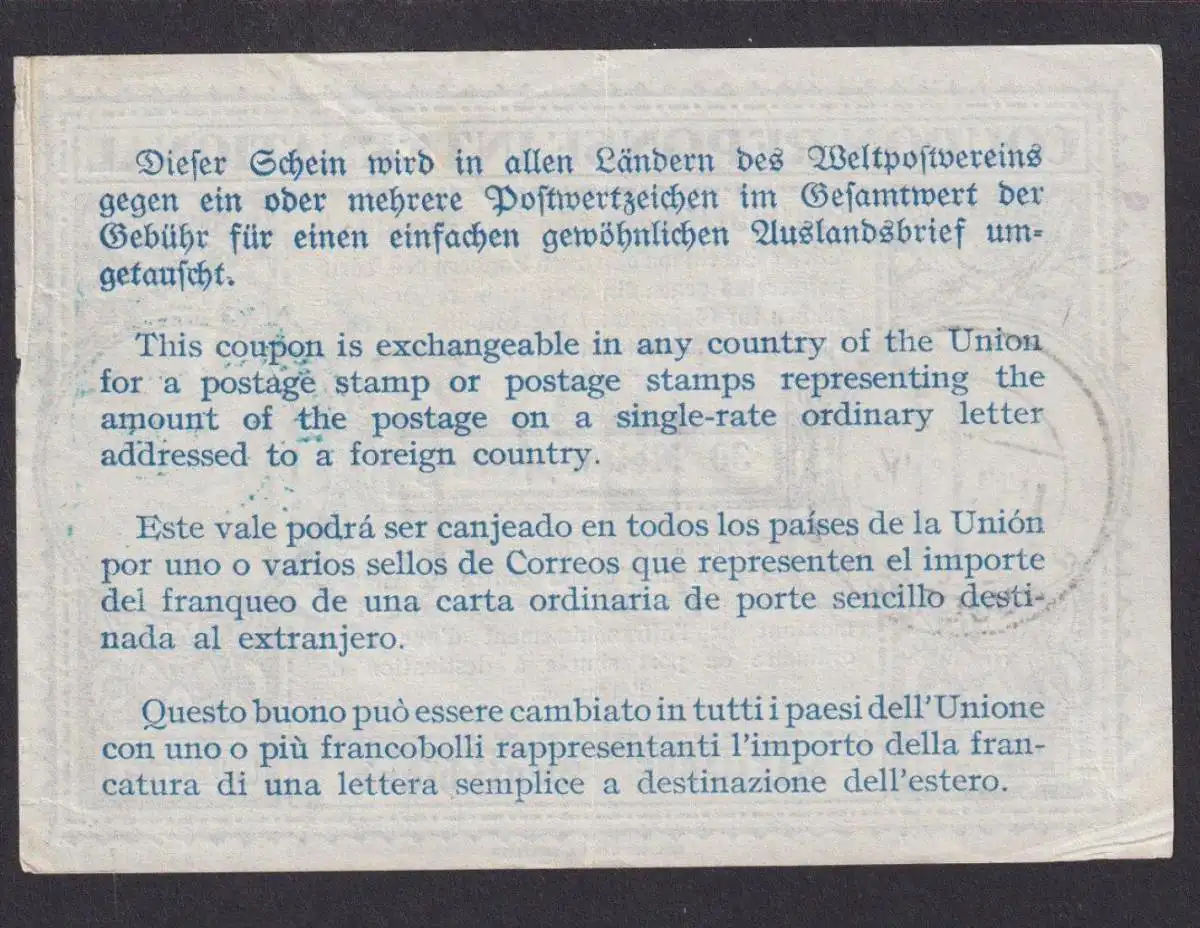 Dieser Schein wird in allen Ländern des Weltpostvereins
gegen ein oder mehrere Postwertzeichen im Gesamtwert der
Gebühr für einen einfachen gewöhnlichen Auslandsbrief um=
getauscht.
This coupon is exchangeable in any country of the Union
for a postage stamp or postage stamps representing the
amount of the postage on a single-rate ordinary letter
addressed to a foreign country.
Este vale podrá ser canjeado en todos los países de la Unión
por uno o varios sellos de Correos que representen el importe
del franqueo de una carta ordinaria de porte sencillo desti-
nada al extranjero.
Questo buono può essere cambiato in tutti i paesi dell'Unione
con uno o più francobolli rappresentanti l'importo della fran-
catura di una lettera semplice a destinazione dell'estero.